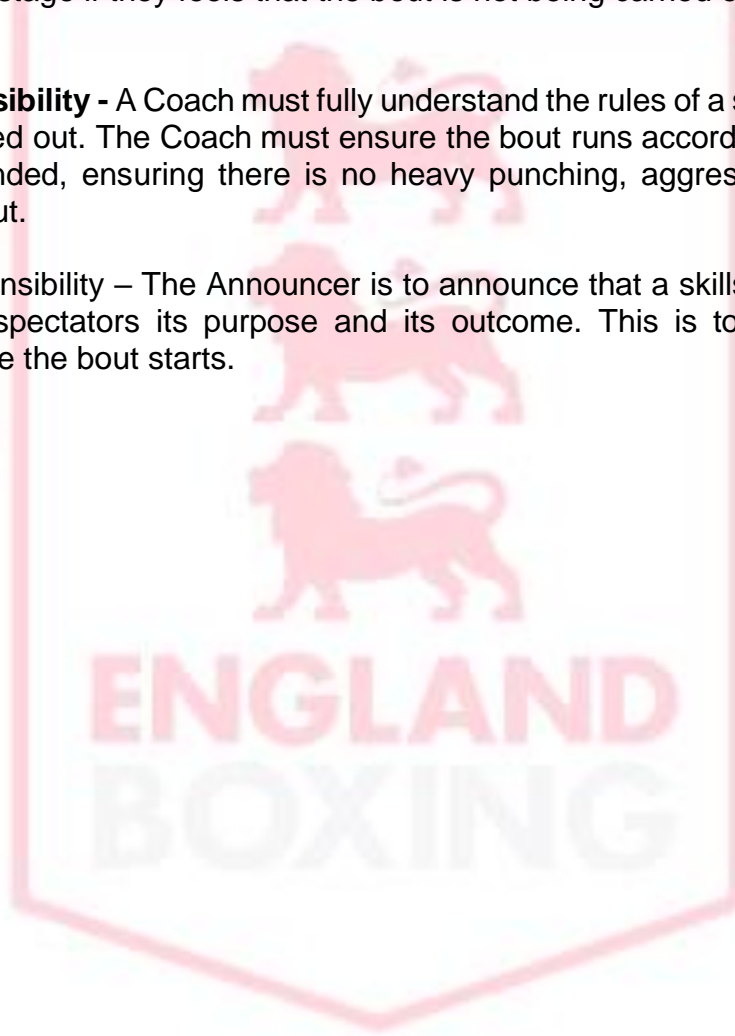 stage if they feels that the bout is not being carried
sibility - A Coach must fully understand the rules of a
ed out. The Coach must ensure the bout runs accord
nded, ensuring there is no heavy punching, aggres
ut.
nsibility – The Announcer is to announce that a skills
spectators its purpose and its outcome. This is to
e the bout starts.
ENGLAND
BOXING